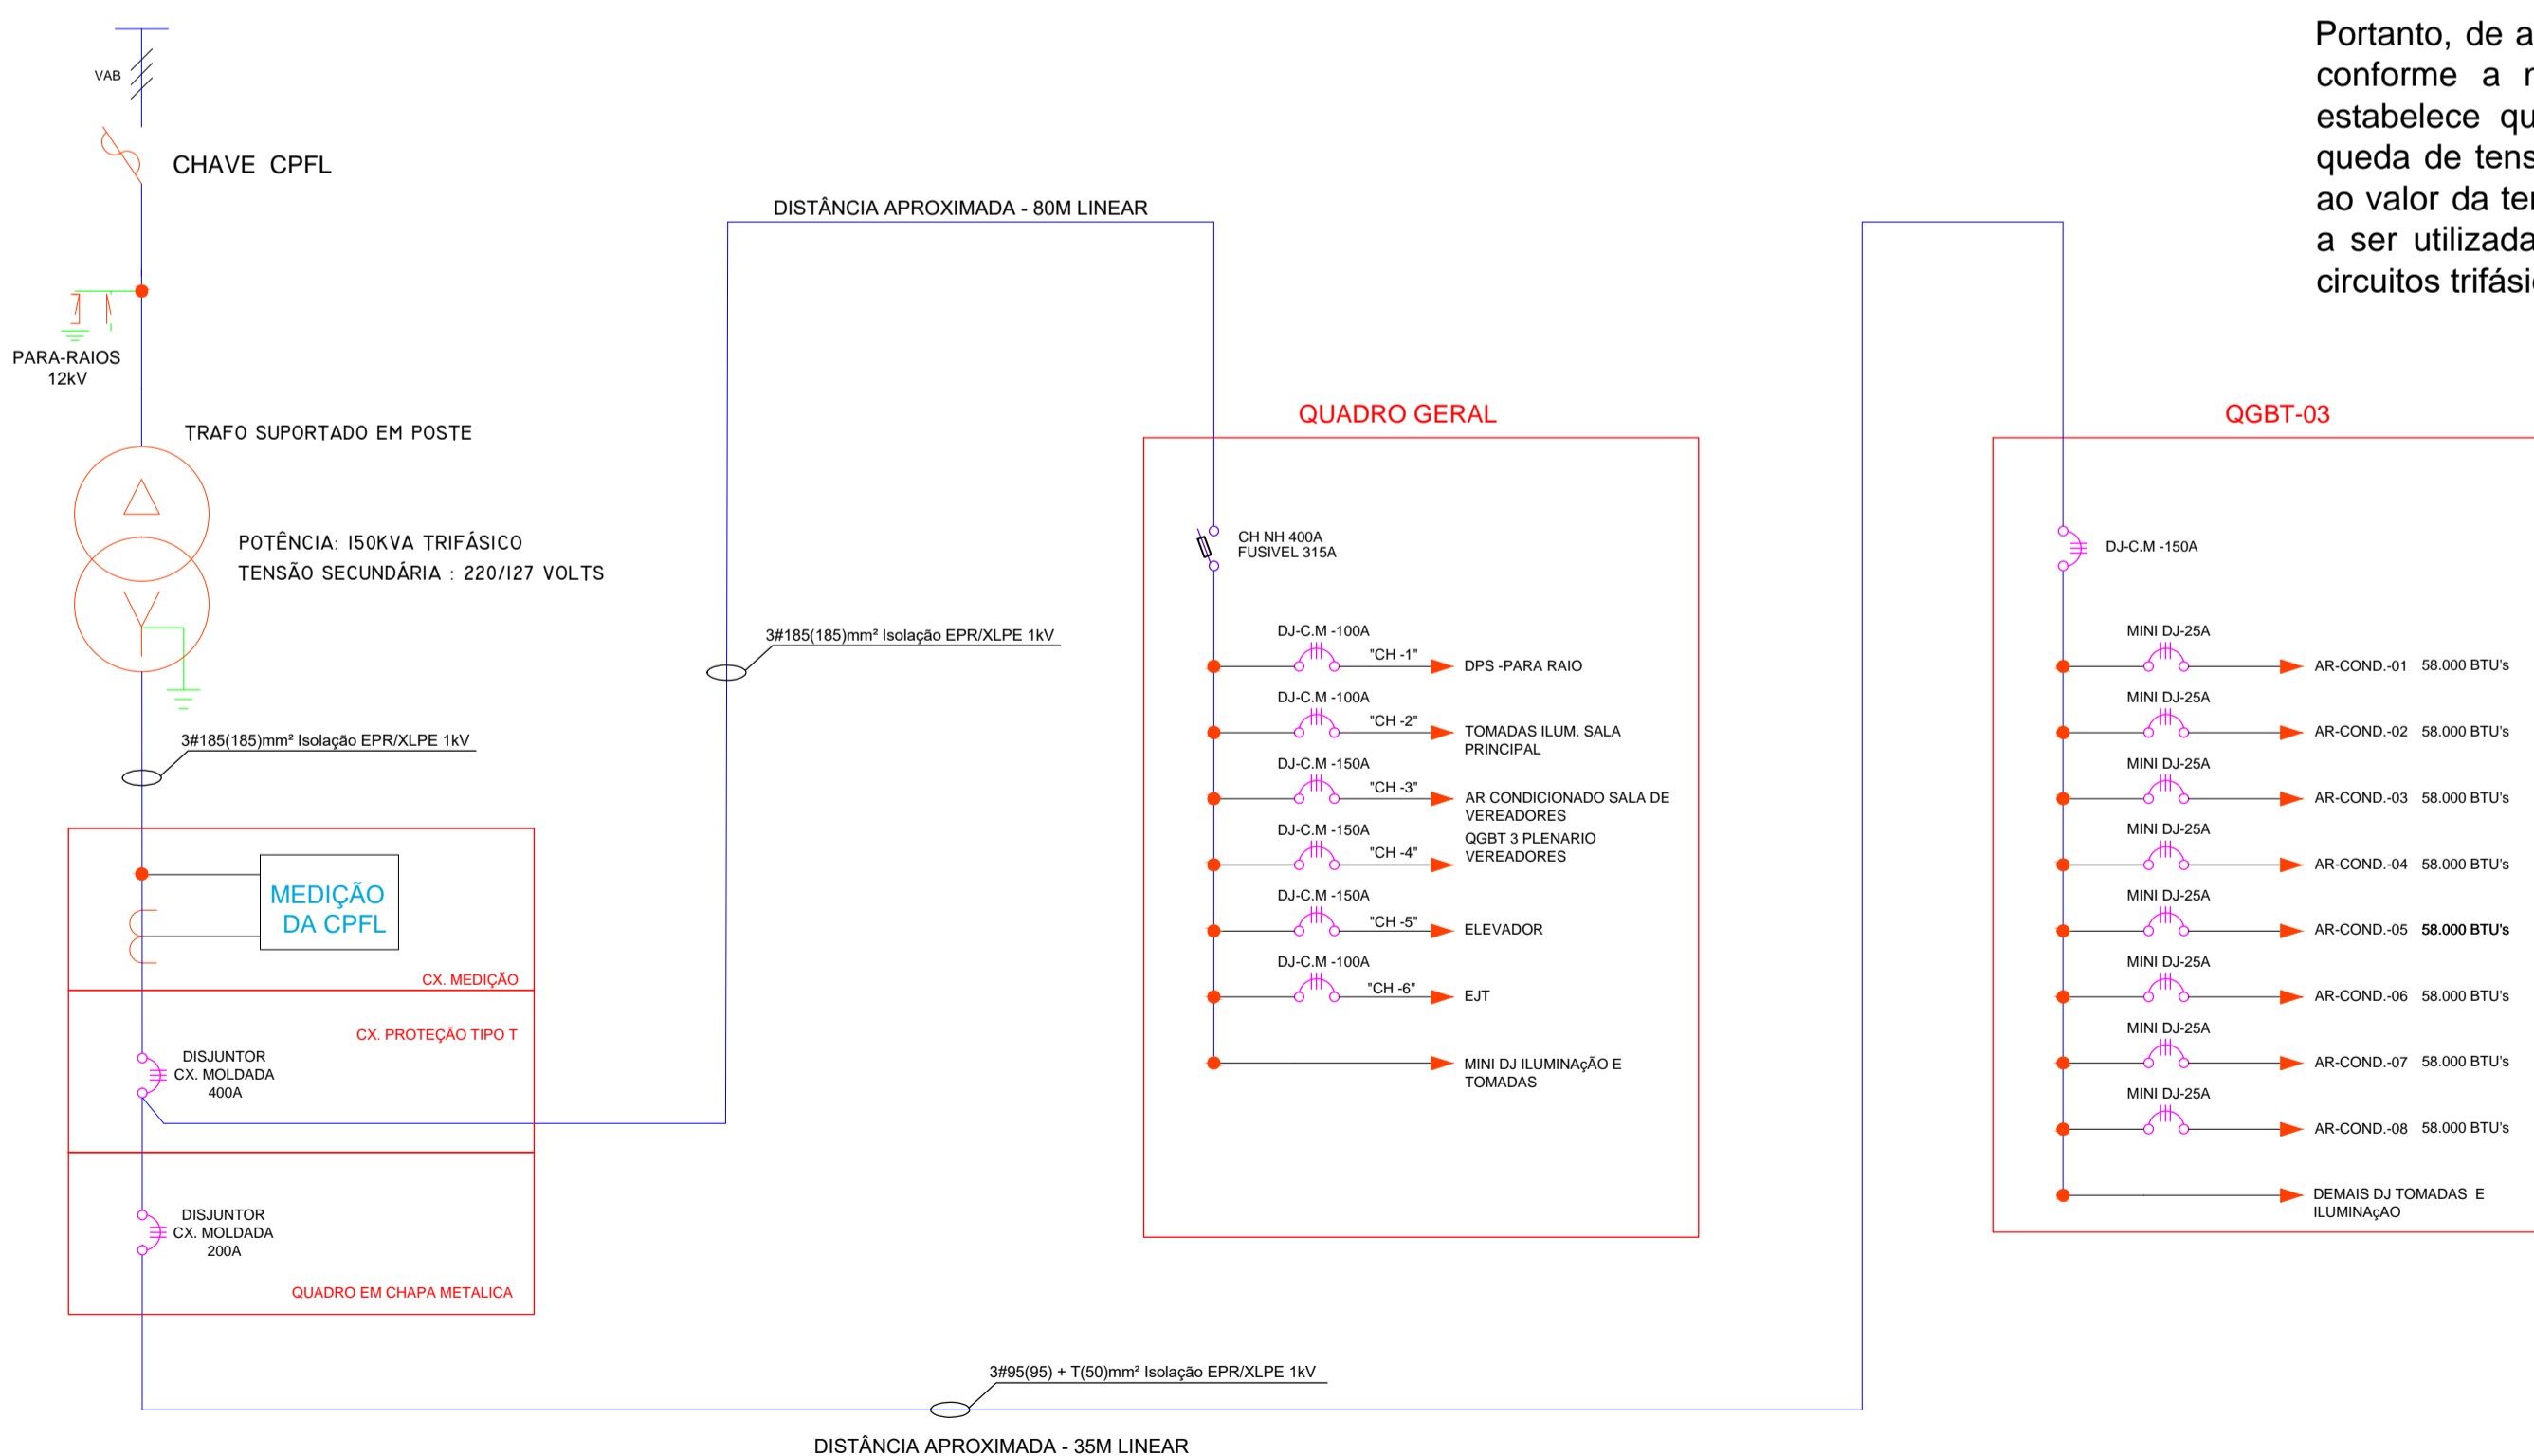 VAB
CHAVE CPFL
PARA-RAIOS
12kV
TRAFO SUPORTADO EM POSTE
POTÊNCIA: 150KVA TRIFÁSICO
TENSÃO SECUNDÁRIA : 220/127 VOLTS
3#185(185)mm² Isolação EPR/XLPE 1kV
MEDIÇÃO
DA CPFL
CX. MEDIÇÃO
CX. PROTEÇÃO TIPO T
DISJUNTOR
CX. MOLDADA
400A
DISJUNTOR
CX. MOLDADA
200A
QUADRO EM CHAPA METALICA
DISTÂNCIA APROXIMADA - 80M LINEAR
3#185(185)mm² Isolação EPR/XLPE 1kV
3#95(95) + T(50)mm² Isolação EPR/XLPE 1kV
DISTÂNCIA APROXIMADA - 35M LINEAR
QUADRO GERAL
CH NH 400A
FUSIVEL 315A
DJ-C.M -100A
"CH -1"
DPS -PARA RAIO
DJ-C.M -100A
"CH -2"
TOMADAS ILUM. SALA
PRINCIPAL
DJ-C.M -150A
"CH -3"
AR CONDICIONADO SALA DE
VEREADORES
DJ-C.M -150A
"CH -4"
QGBT 3 PLENARIO
VEREADORES
DJ-C.M -150A
"CH -5"
ELEVADOR
DJ-C.M -100A
"CH -6"
EJT
MINI DJ ILUMINAçÃO E
TOMADAS
Portanto, de a
conforme a
estabelece
queda de
ao valor da
a ser utilizada
circuitos
QGBT-03
DJ-C.M -150A
MINI DJ-25A
AR-COND.-01 58.000 BTU's
MINI DJ-25A
AR-COND.-02 58.000 BTU's
MINI DJ-25A
AR-COND.-03 58.000 BTU's
MINI DJ-25A
AR-COND.-04 58.000 BTU's
MINI DJ-25A
AR-COND.-05 58.000 BTU's
MINI DJ-25A
AR-COND.-06 58.000 BTU's
MINI DJ-25A
AR-COND.-07 58.000 BTU's
MINI DJ-25A
AR-COND.-08 58.000 BTU's
DEMAIS DJ TOMADAS E
ILUMINAçAO